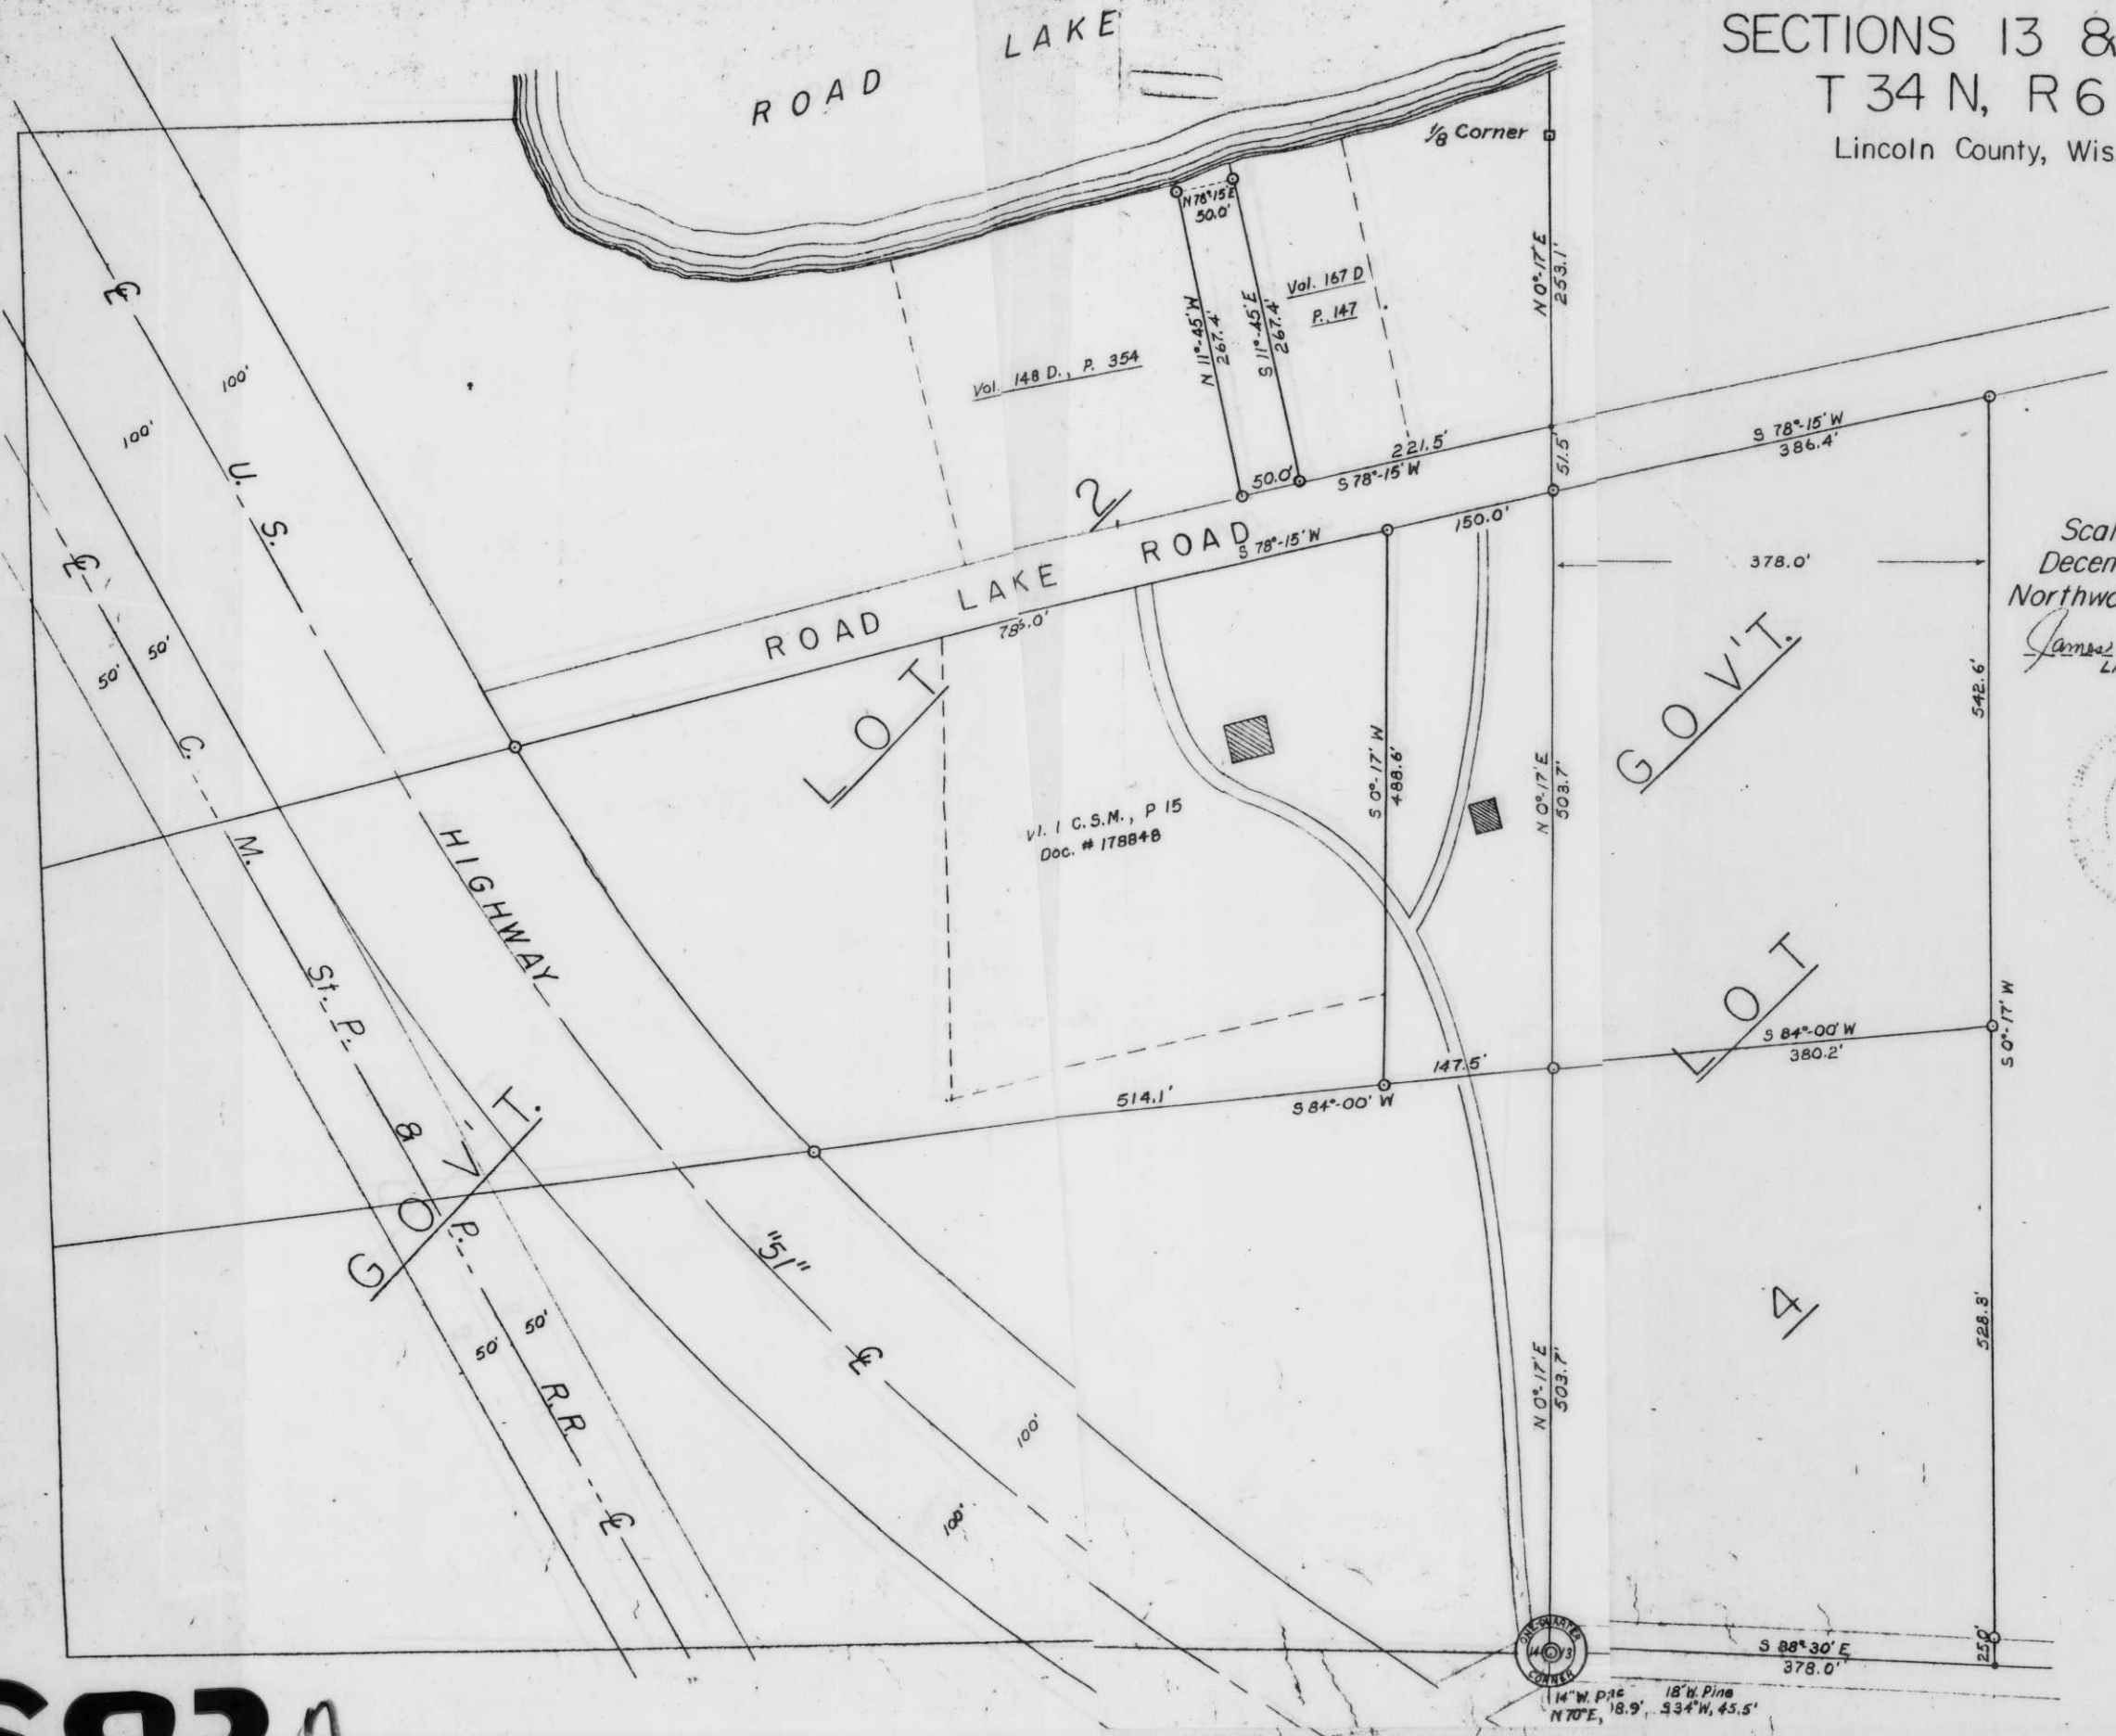 SECTIONS 13 &
T 34 N, R 6
Lincoln County, Wis
ROAD LAKE
1/8 Corner
N 78°15'E
50.0'
N 11°-45'W
267.4'
S 11°-45'E
267.4'
Vol. 167 D
P. 147
Vol. 148 D., P. 354
N 0°-17'E
253.1'
51.5'
221.5'
S 78°-15'W
50.0'
S 78°-15'W
386.4'
2
ROAD LAKE ROAD
S 78°-15'W
150.0'
378.0'
Scal
Decem
Northwo
James
L
100'
100'
℄ U. S. HIGHWAY "51" ℄
50'
50'
℄ C. M. St. P. & P. R.R. ℄
LOT
GOV'T.
S 0°-17'W
488.6'
N 0°-17'E
503.7'
542.6'
Vl. 1 C.S.M., P 15
Doc. # 178848
GOV'T.
LOT
4
S 84°-00'W
380.2'
S 0°-17'W
147.5'
514.1'
S 84°-00'W
50'
50'
100'
100'
N 0°-17'E
503.7'
528.3'
25.0'
ONE-QUARTER
14 13
CORNER
S 88°30'E
378.0'
14" W. Pine
N 70°E, 18.9'
18" W. Pine
S 34°W, 45.5'